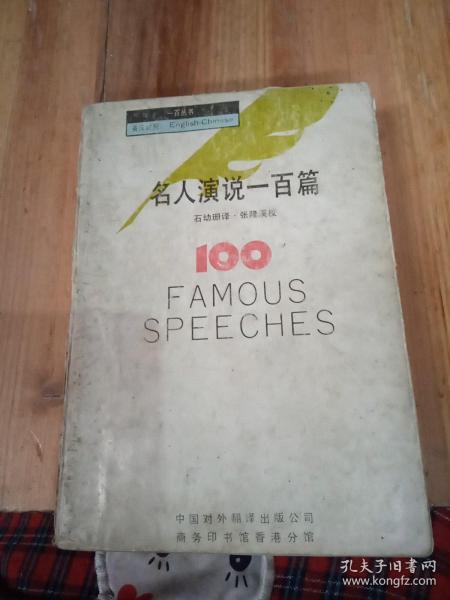 一百丛书
英汉对照 English-Chinese
名人演说一百篇
石幼珊译·张隆溪校
100
FAMOUS
SPEECHES
中国对外翻译出版公司
商务印书馆香港分馆
孔夫子旧书网
www.kongfz.com